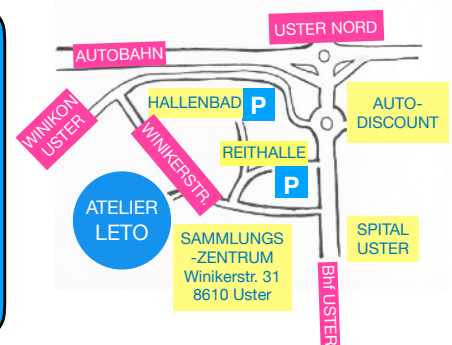 USTER NORD
AUTOBAHN
HALLENBAD P
AUTO-
DISCOUNT
WINIKON
USTER
WINIKERSTR.
REITHALLE
P
ATELIER
LETO
SAMMLUNGS
-ZENTRUM
Winikerstr. 31
8610 Uster
SPITAL
USTER
Bhf USTER